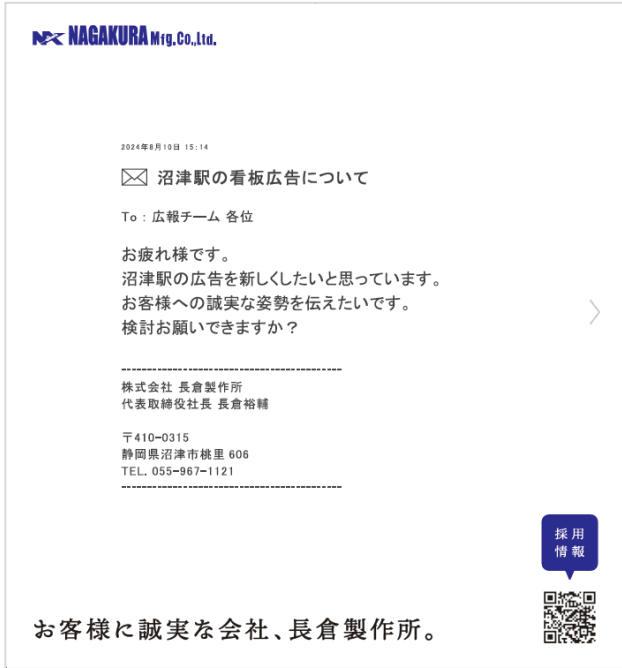 NAGAKURA Mfg.Co.,Ltd.
2024年8月10日 15:14
沼津駅の看板広告について
To : 広報チーム 各位
お疲れ様です。
沼津駅の広告を新しくしたいと思っています。
お客様への誠実な姿勢を伝えたいです。
検討お願いできますか？
------------------------------------------
株式会社 長倉製作所
代表取締役社長 長倉裕輔
〒410-0315
静岡県沼津市桃里 606
TEL. 055-967-1121
------------------------------------------
採用
情報
お客様に誠実な会社、長倉製作所。